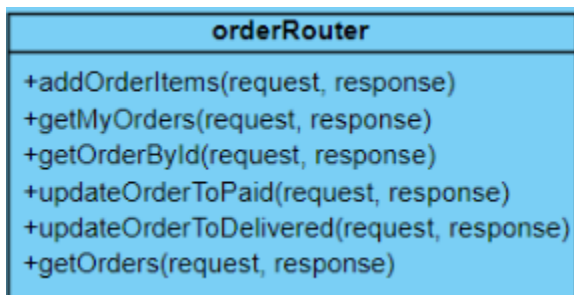 orderRouter
+addOrderItems(request, response)
+getMyOrders(request, response)
+getOrderById(request, response)
+updateOrderToPaid(request, response)
+updateOrderToDelivered(request, response)
+getOrders(request, response)